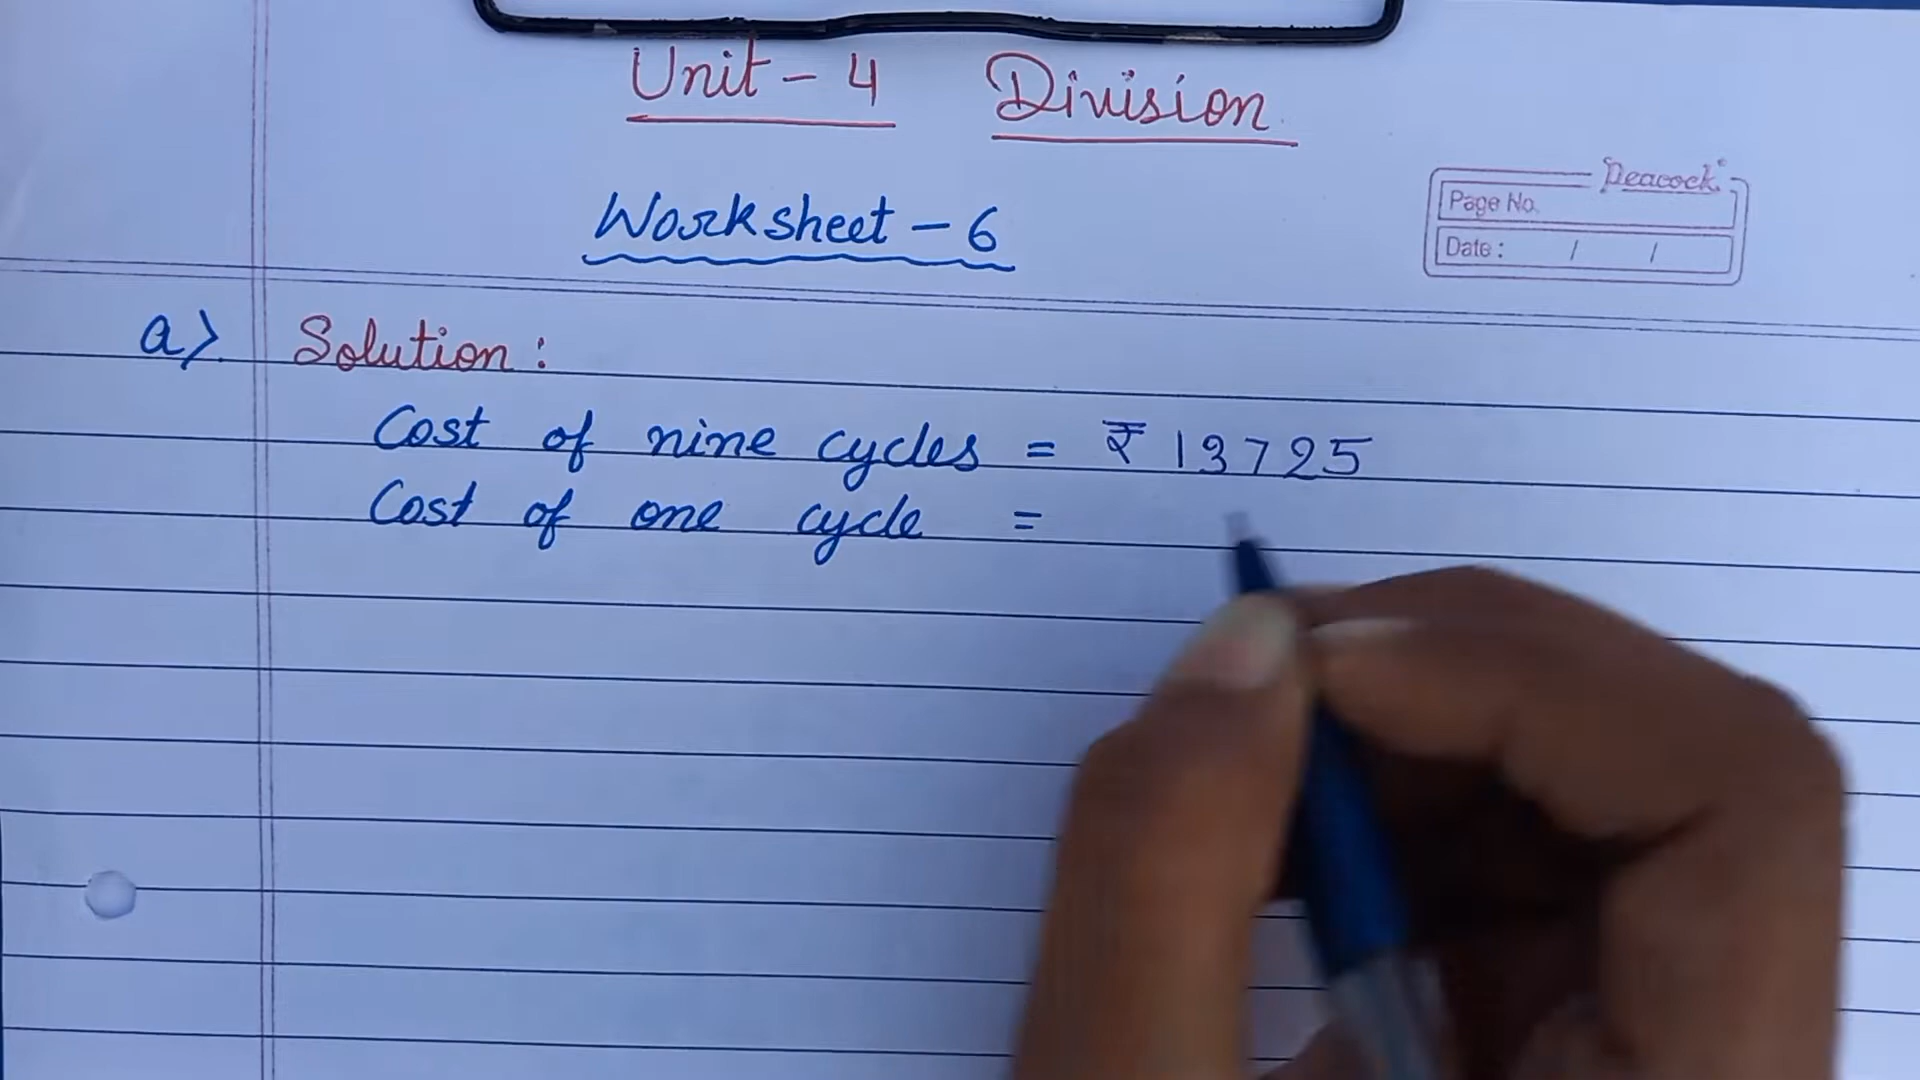 Unit - 4 Division
Worksheet - 6
Peacock
Page No.
Date : / /
a) Solution :
Cost of nine cycles = ₹ 13725
Cost of one cycle =